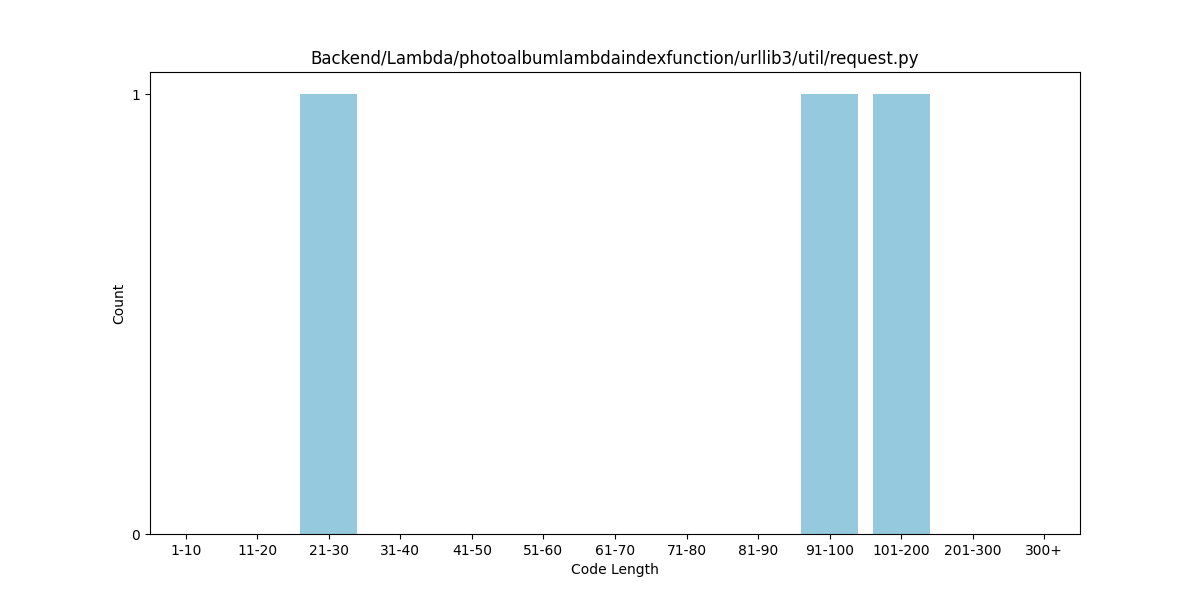 Backend/Lambda/photoalbumlambdaindexfunction/urllib3/util/request.py
1
Count
0
1-10 11-20 21-30 31-40 41-50 51-60 61-70 71-80 81-90 91-100 101-200 201-300 300+
Code Length